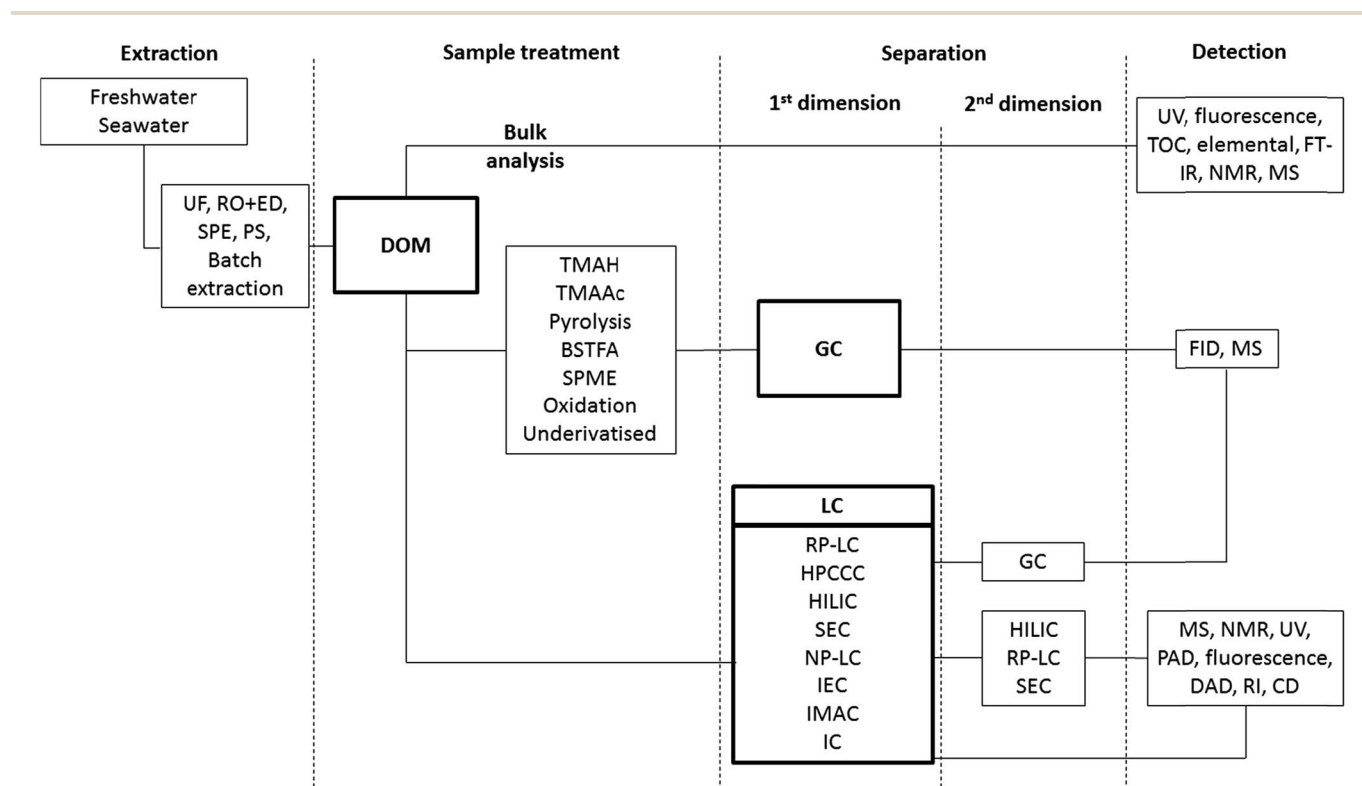 Extraction
Sample treatment
Separation
Detection
1st dimension
2nd dimension
Freshwater
Seawater
UF, RO+ED,
SPE, PS,
Batch
extraction
DOM
Bulk
analysis
UV, fluorescence,
TOC, elemental, FT-
IR, NMR, MS
TMAH
TMAAc
Pyrolysis
BSTFA
SPME
Oxidation
Underivatised
GC
FID, MS
LC
RP-LC
HPCCC
HILIC
SEC
NP-LC
IEC
IMAC
IC
GC
HILIC
RP-LC
SEC
MS, NMR, UV,
PAD, fluorescence,
DAD, RI, CD